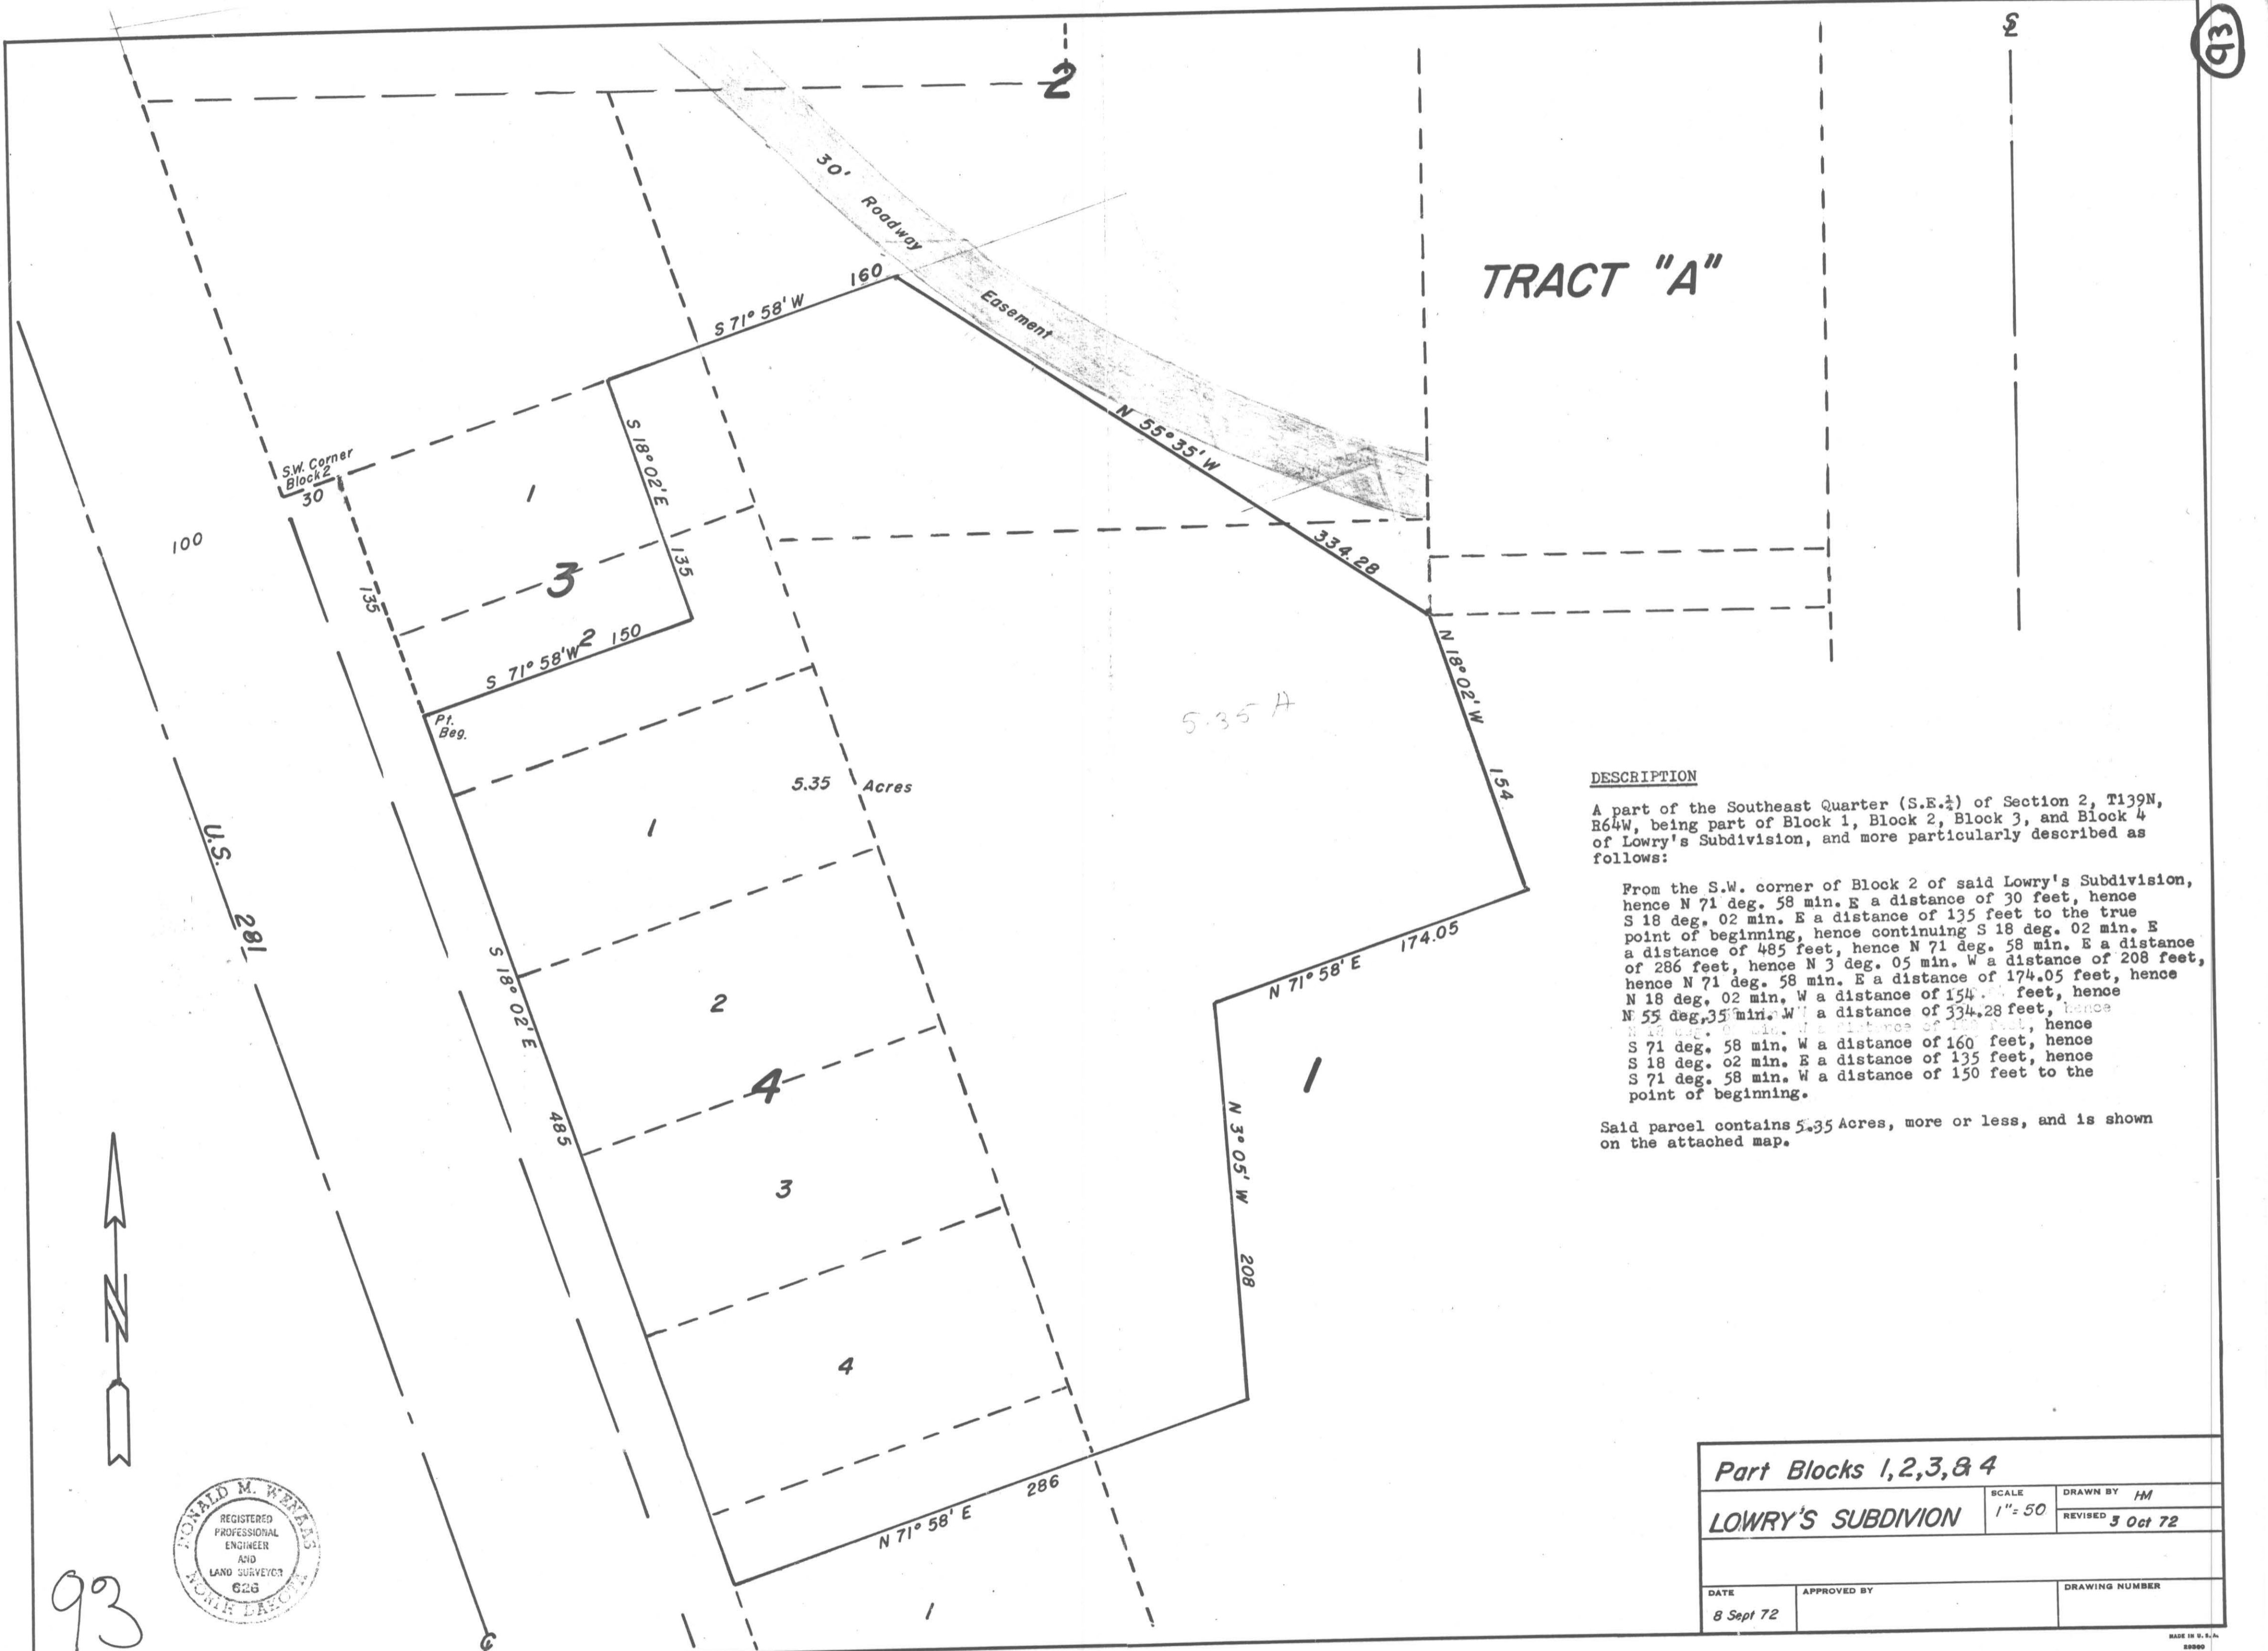 93
2
℄
30'
Roadway
Easement
TRACT "A"
160
S 71° 58' W
S.W. Corner
Block 2
30
1
S 18° 02' E
135
N 55° 35' W
334.28
100
135
3
2
150
S 71° 58' W
Pt.
Beg.
N 18° 02' W
154
5.35 A
5.35 Acres
1
U.S. 281
S 18° 02' E
485
2
4
3
4
N 71° 58' E
174.05
1
N 3° 05' W
208
N 71° 58' E
286
1
℄
N
DESCRIPTION
A part of the Southeast Quarter (S.E.¼) of Section 2, T139N,
R64W, being part of Block 1, Block 2, Block 3, and Block 4
of Lowry's Subdivision, and more particularly described as
follows:
From the S.W. corner of Block 2 of said Lowry's Subdivision,
hence N 71 deg. 58 min. E a distance of 30 feet, hence
S 18 deg. 02 min. E a distance of 135 feet to the true
point of beginning, hence continuing S 18 deg. 02 min. E
a distance of 485 feet, hence N 71 deg. 58 min. E a distance
of 286 feet, hence N 3 deg. 05 min. W a distance of 208 feet,
hence N 71 deg. 58 min. E a distance of 174.05 feet, hence
N 18 deg. 02 min. W a distance of 154. feet, hence
N 55 deg, 35 min. W a distance of 334.28 feet, hence
, hence
S 71 deg. 58 min. W a distance of 160 feet, hence
S 18 deg. o2 min. E a distance of 135 feet, hence
S 71 deg. 58 min. W a distance of 150 feet to the
point of beginning.
Said parcel contains 5.35 Acres, more or less, and is shown
on the attached map.
DONALD M. WENAAS
REGISTERED
PROFESSIONAL
ENGINEER
AND
LAND SURVEYOR
626
NORTH DAKOTA
93
Part Blocks 1,2,3,& 4
LOWRY'S SUBDIVION
SCALE
1"= 50
DRAWN BY HM
REVISED 3 Oct 72
DATE
8 Sept 72
APPROVED BY
DRAWING NUMBER
MADE IN U.S.A.